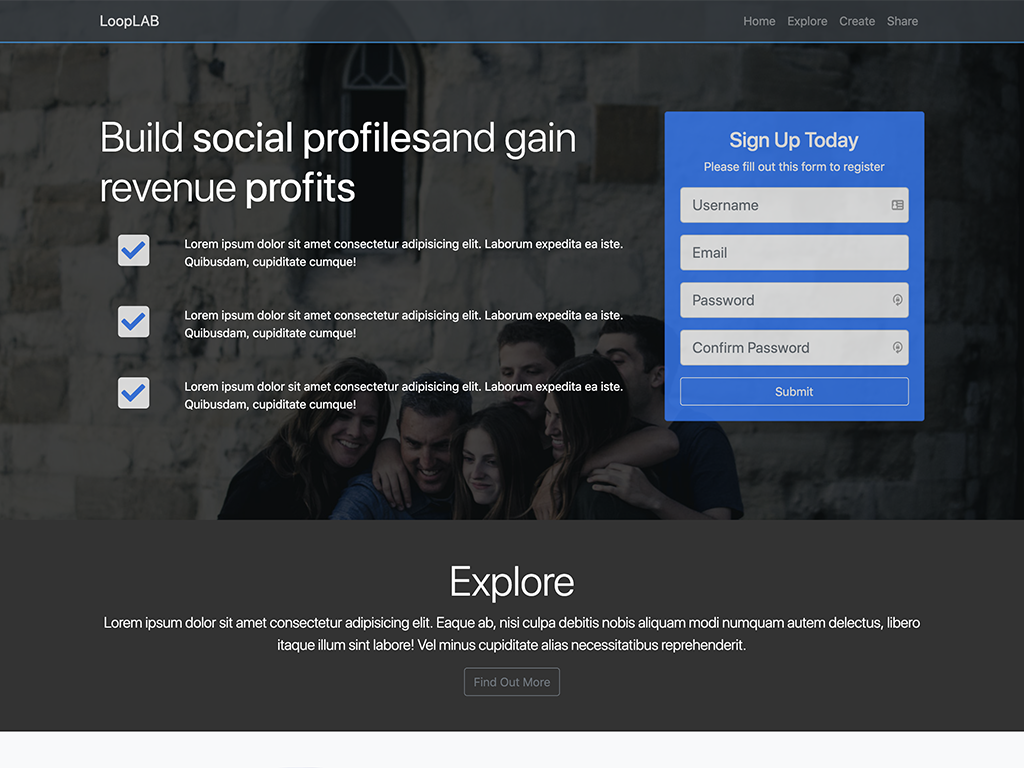 LoopLAB
Home Explore Create Share
Build social profilesand gain
revenue profits
Lorem ipsum dolor sit amet consectetur adipisicing elit. Laborum expedita ea iste.
Quibusdam, cupiditate cumque!
Lorem ipsum dolor sit amet consectetur adipisicing elit. Laborum expedita ea iste.
Quibusdam, cupiditate cumque!
Lorem ipsum dolor sit amet consectetur adipisicing elit. Laborum expedita ea iste.
Quibusdam, cupiditate cumque!
Sign Up Today
Please fill out this form to register
Username
Email
Password
Confirm Password
Submit
Explore
Lorem ipsum dolor sit amet consectetur adipisicing elit. Eaque ab, nisi culpa debitis nobis aliquam modi numquam autem delectus, libero
itaque illum sint labore! Vel minus cupiditate alias necessitatibus reprehenderit.
Find Out More